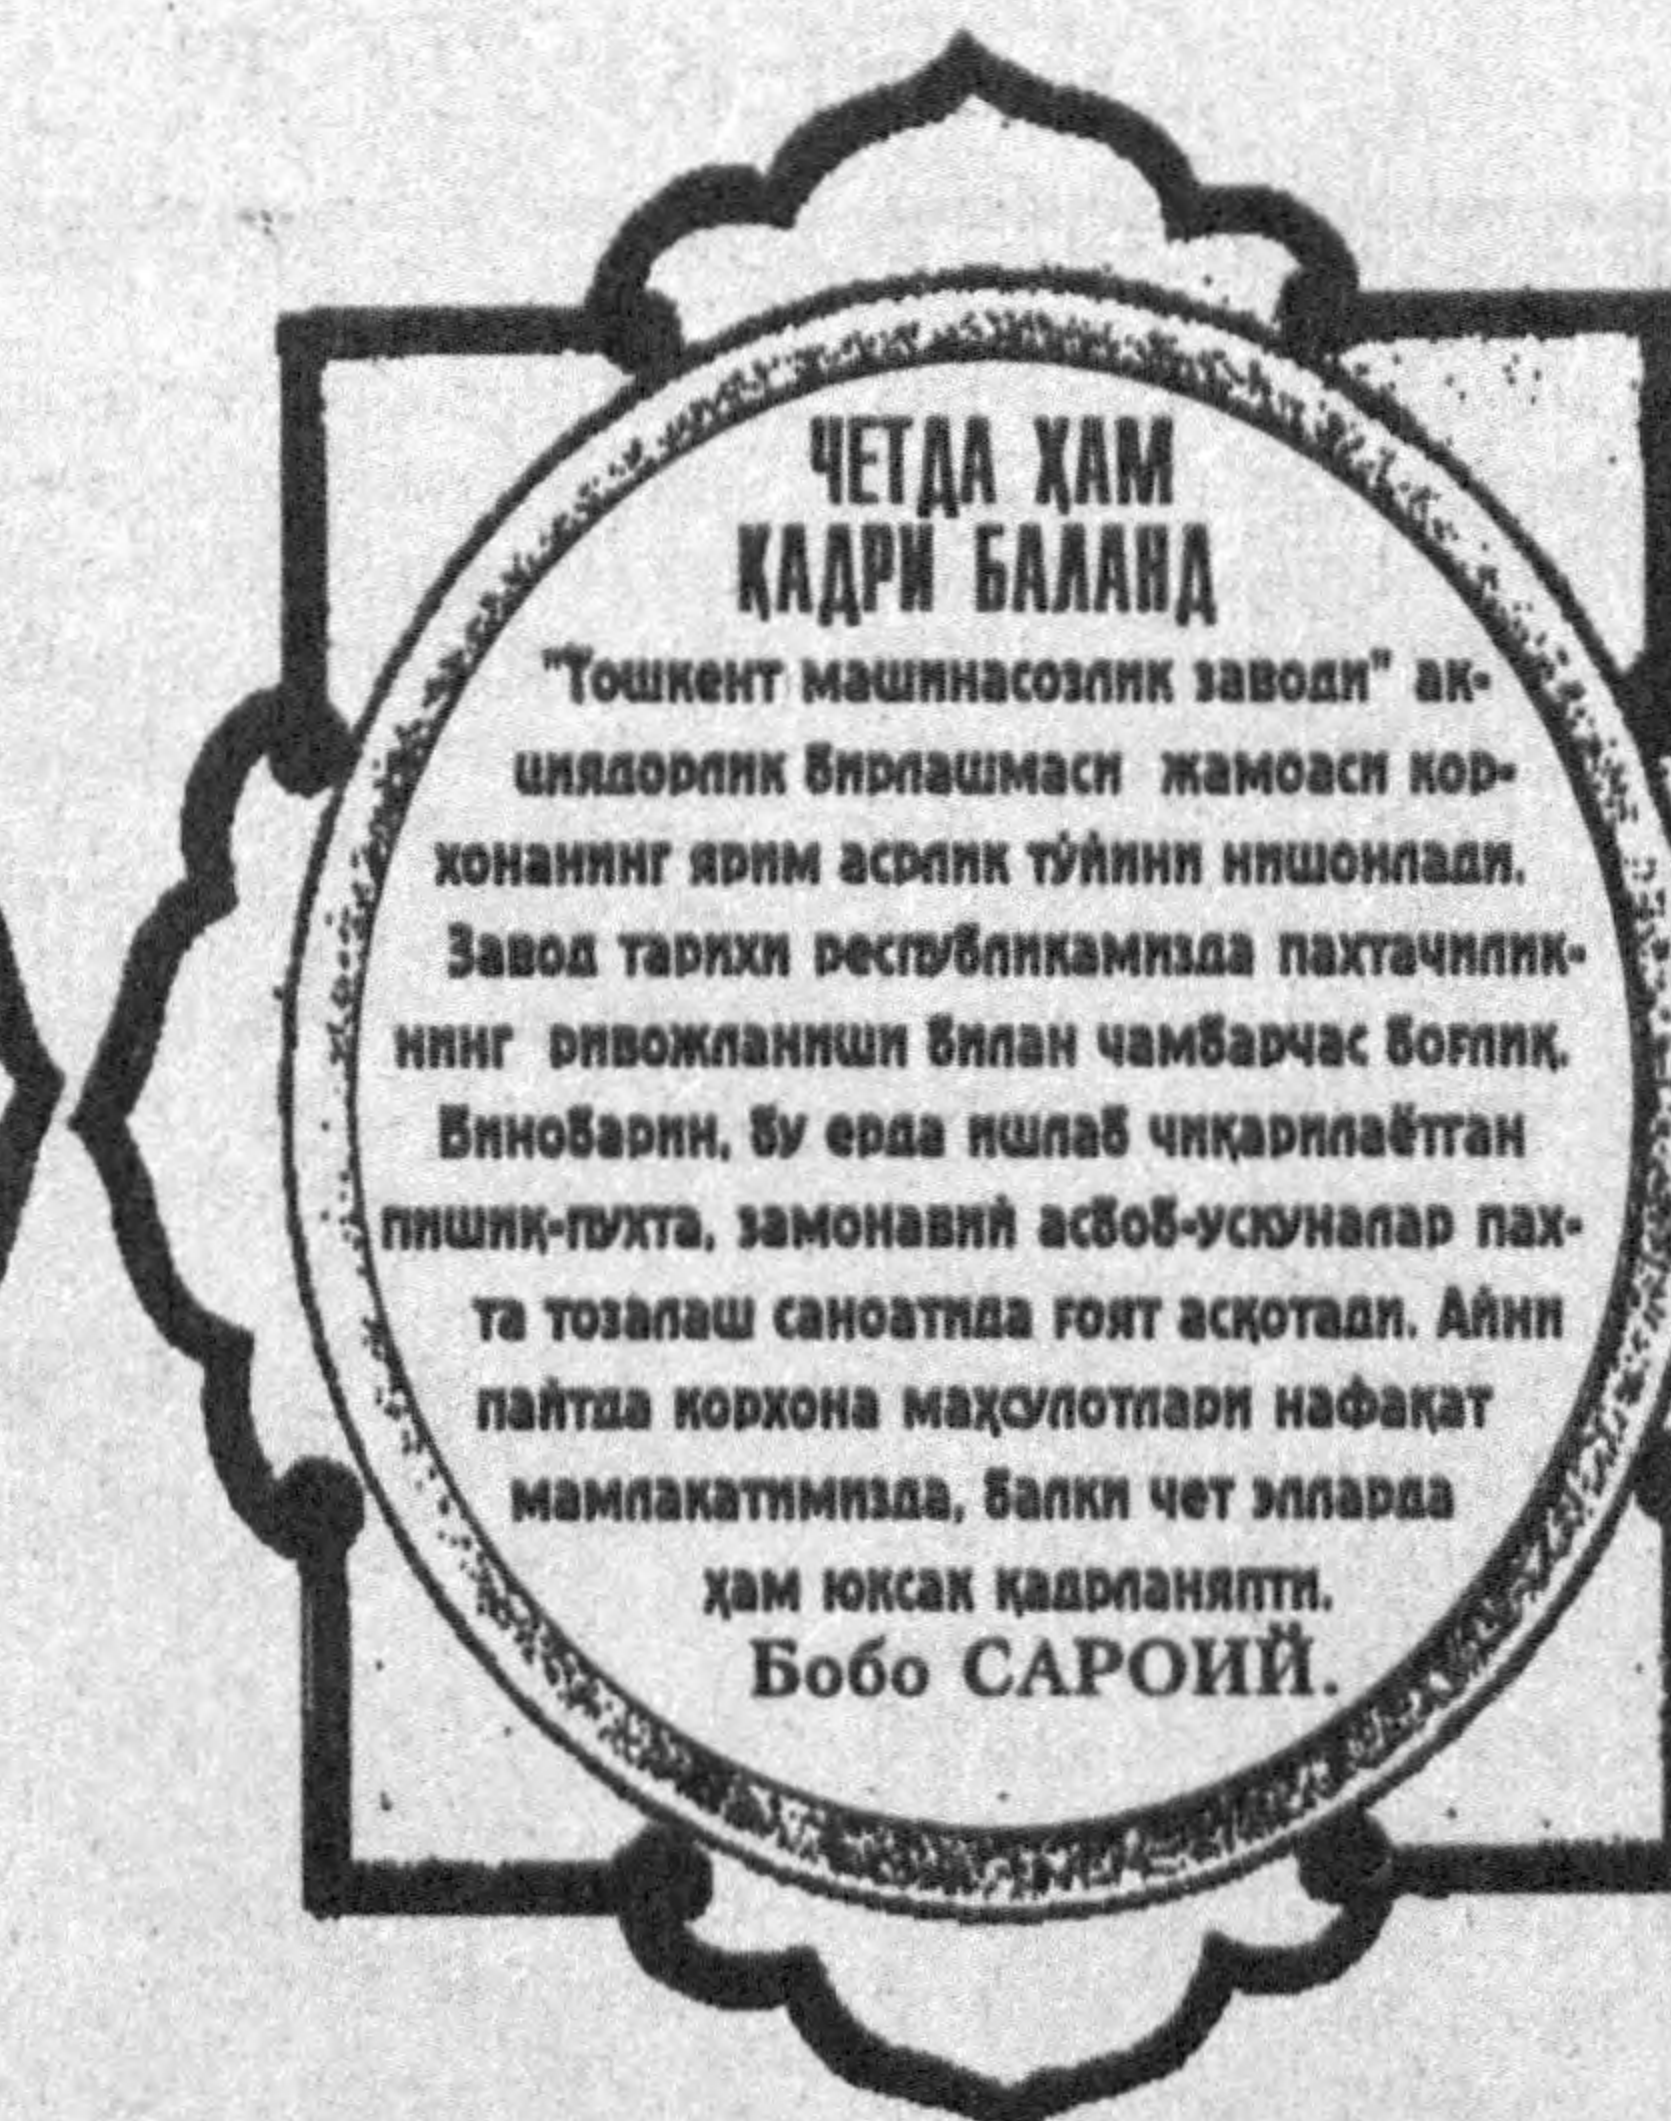 ЧЕТДА ҲАМ
ҚАДРИ БАЛАНД
"Тошкент машинасозлик заводи" ак-
циядорлик бирлашмаси жамоаси кор-
хонанинг ярим асрлик тўйини нишонлади.
Завод тарихи республикамизда пахтачилик-
нинг ривожланиши билан чамбарчас боғлиқ.
Бинобарин, бу ерда ишлаб чиқарилаётган
пишиқ-пухта, замонавий асбоб-ускуналар пах-
та тозалаш саноатида ғоят асқотади. Айни
пайтда корхона маҳсулотлари нафақат
мамлакатимизда, балки чет элларда
ҳам юксак қадрланяпти.
Бобо САРОИЙ.